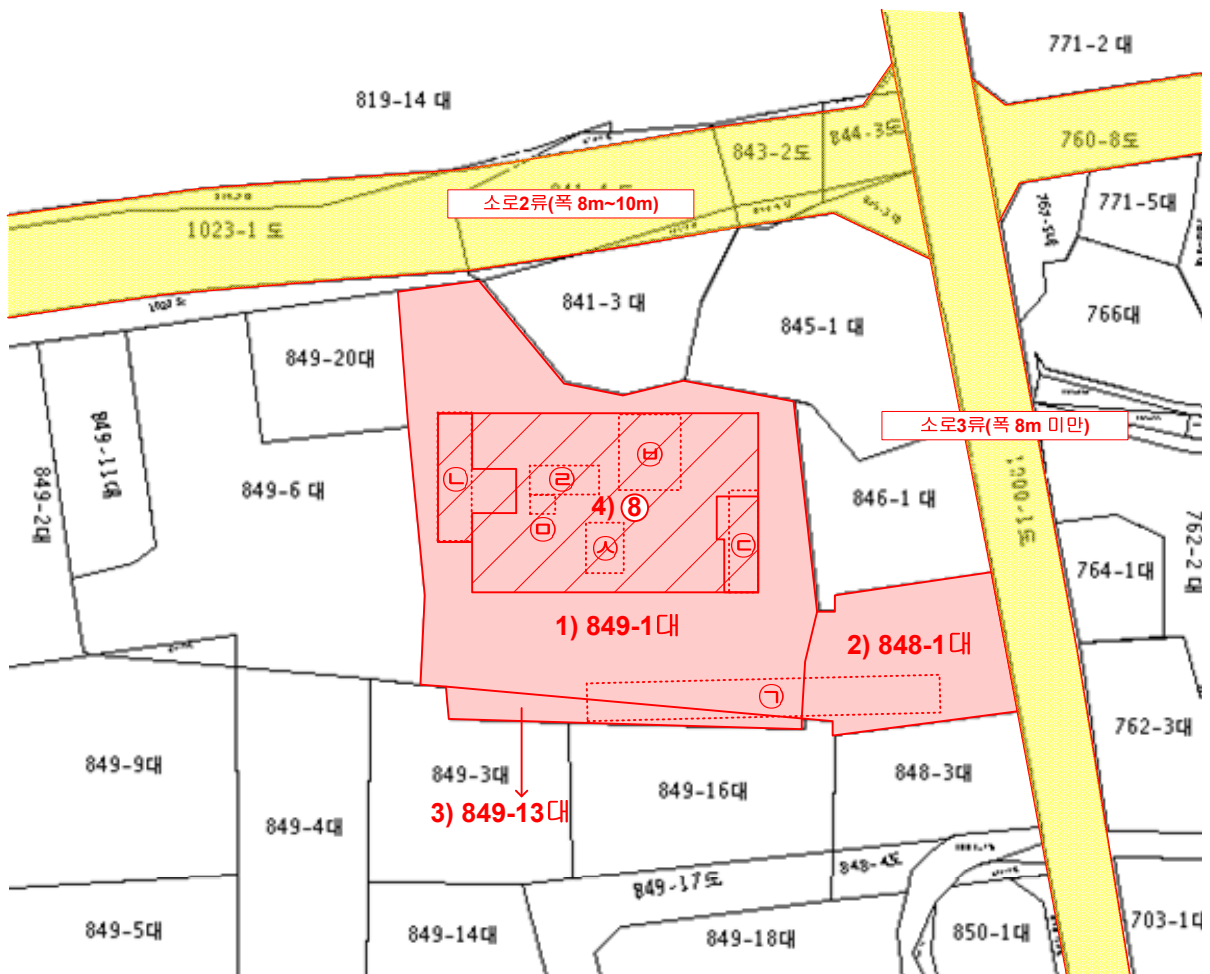 771-2 대
819-14 대
844-3도
843-2도
760-8도
771-5대
소로2류(폭 8m~10m)
1023-1 도
841-3 대
845-1 대
766대
849-20대
849-11대
849-2대
849-6 대
소로3류(폭 8m 미만)
846-1 대
1000-1도
762-2 대
764-1대
㉡
㉣
㉥
4) ⑧
㉤
㉦
㉢
1) 849-1대
2) 848-1대
㉠
762-3대
849-9대
849-3대
849-16대
848-3대
3) 849-13대
849-4대
848-4도
849-17도
849-5대
849-14대
849-18대
850-1대
703-1대